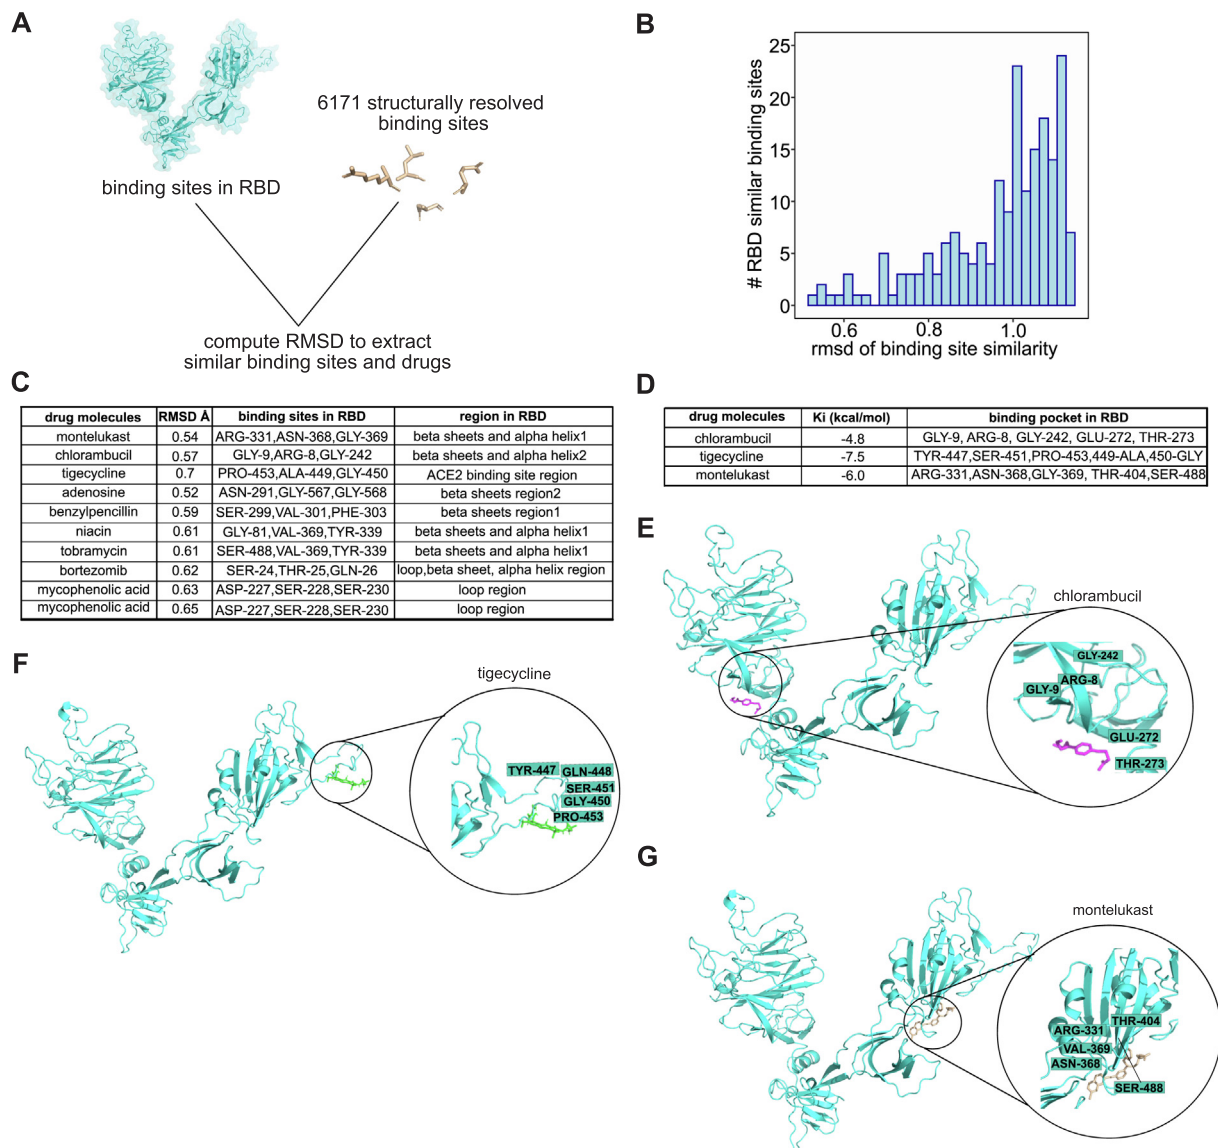 A
6171 structurally resolved
binding sites
binding sites in RBD
compute RMSD to extract
similar binding sites and drugs
B
# RBD similar binding sites
25
20
15
10
5
0
0.6 0.8 1.0
rmsd of binding site similarity
C
drug molecules RMSD Å binding sites in RBD region in RBD
montelukast 0.54 ARG-331,ASN-368,GLY-369 beta sheets and alpha helix1
chlorambucil 0.57 GLY-9,ARG-8,GLY-242 beta sheets and alpha helix2
tigecycline 0.7 PRO-453,ALA-449,GLY-450 ACE2 binding site region
adenosine 0.52 ASN-291,GLY-567,GLY-568 beta sheets region2
benzylpencillin 0.59 SER-299,VAL-301,PHE-303 beta sheets region1
niacin 0.61 GLY-81,VAL-369,TYR-339 beta sheets and alpha helix1
tobramycin 0.61 SER-488,VAL-369,TYR-339 beta sheets and alpha helix1
bortezomib 0.62 SER-24,THR-25,GLN-26 loop,beta sheet, alpha helix region
mycophenolic acid 0.63 ASP-227,SER-228,SER-230 loop region
mycophenolic acid 0.65 ASP-227,SER-228,SER-230 loop region
D
drug molecules Ki (kcal/mol) binding pocket in RBD
chlorambucil -4.8 GLY-9, ARG-8, GLY-242, GLU-272, THR-273
tigecycline -7.5 TYR-447,SER-451,PRO-453,449-ALA,450-GLY
montelukast -6.0 ARG-331,ASN-368,GLY-369, THR-404,SER-488
E
chlorambucil
GLY-242
ARG-8
GLY-9
GLU-272
THR-273
F
tigecycline
TYR-447 GLN-448
SER-451
GLY-450
PRO-453
G
montelukast
THR-404
ARG-331
VAL-369
ASN-368
SER-488